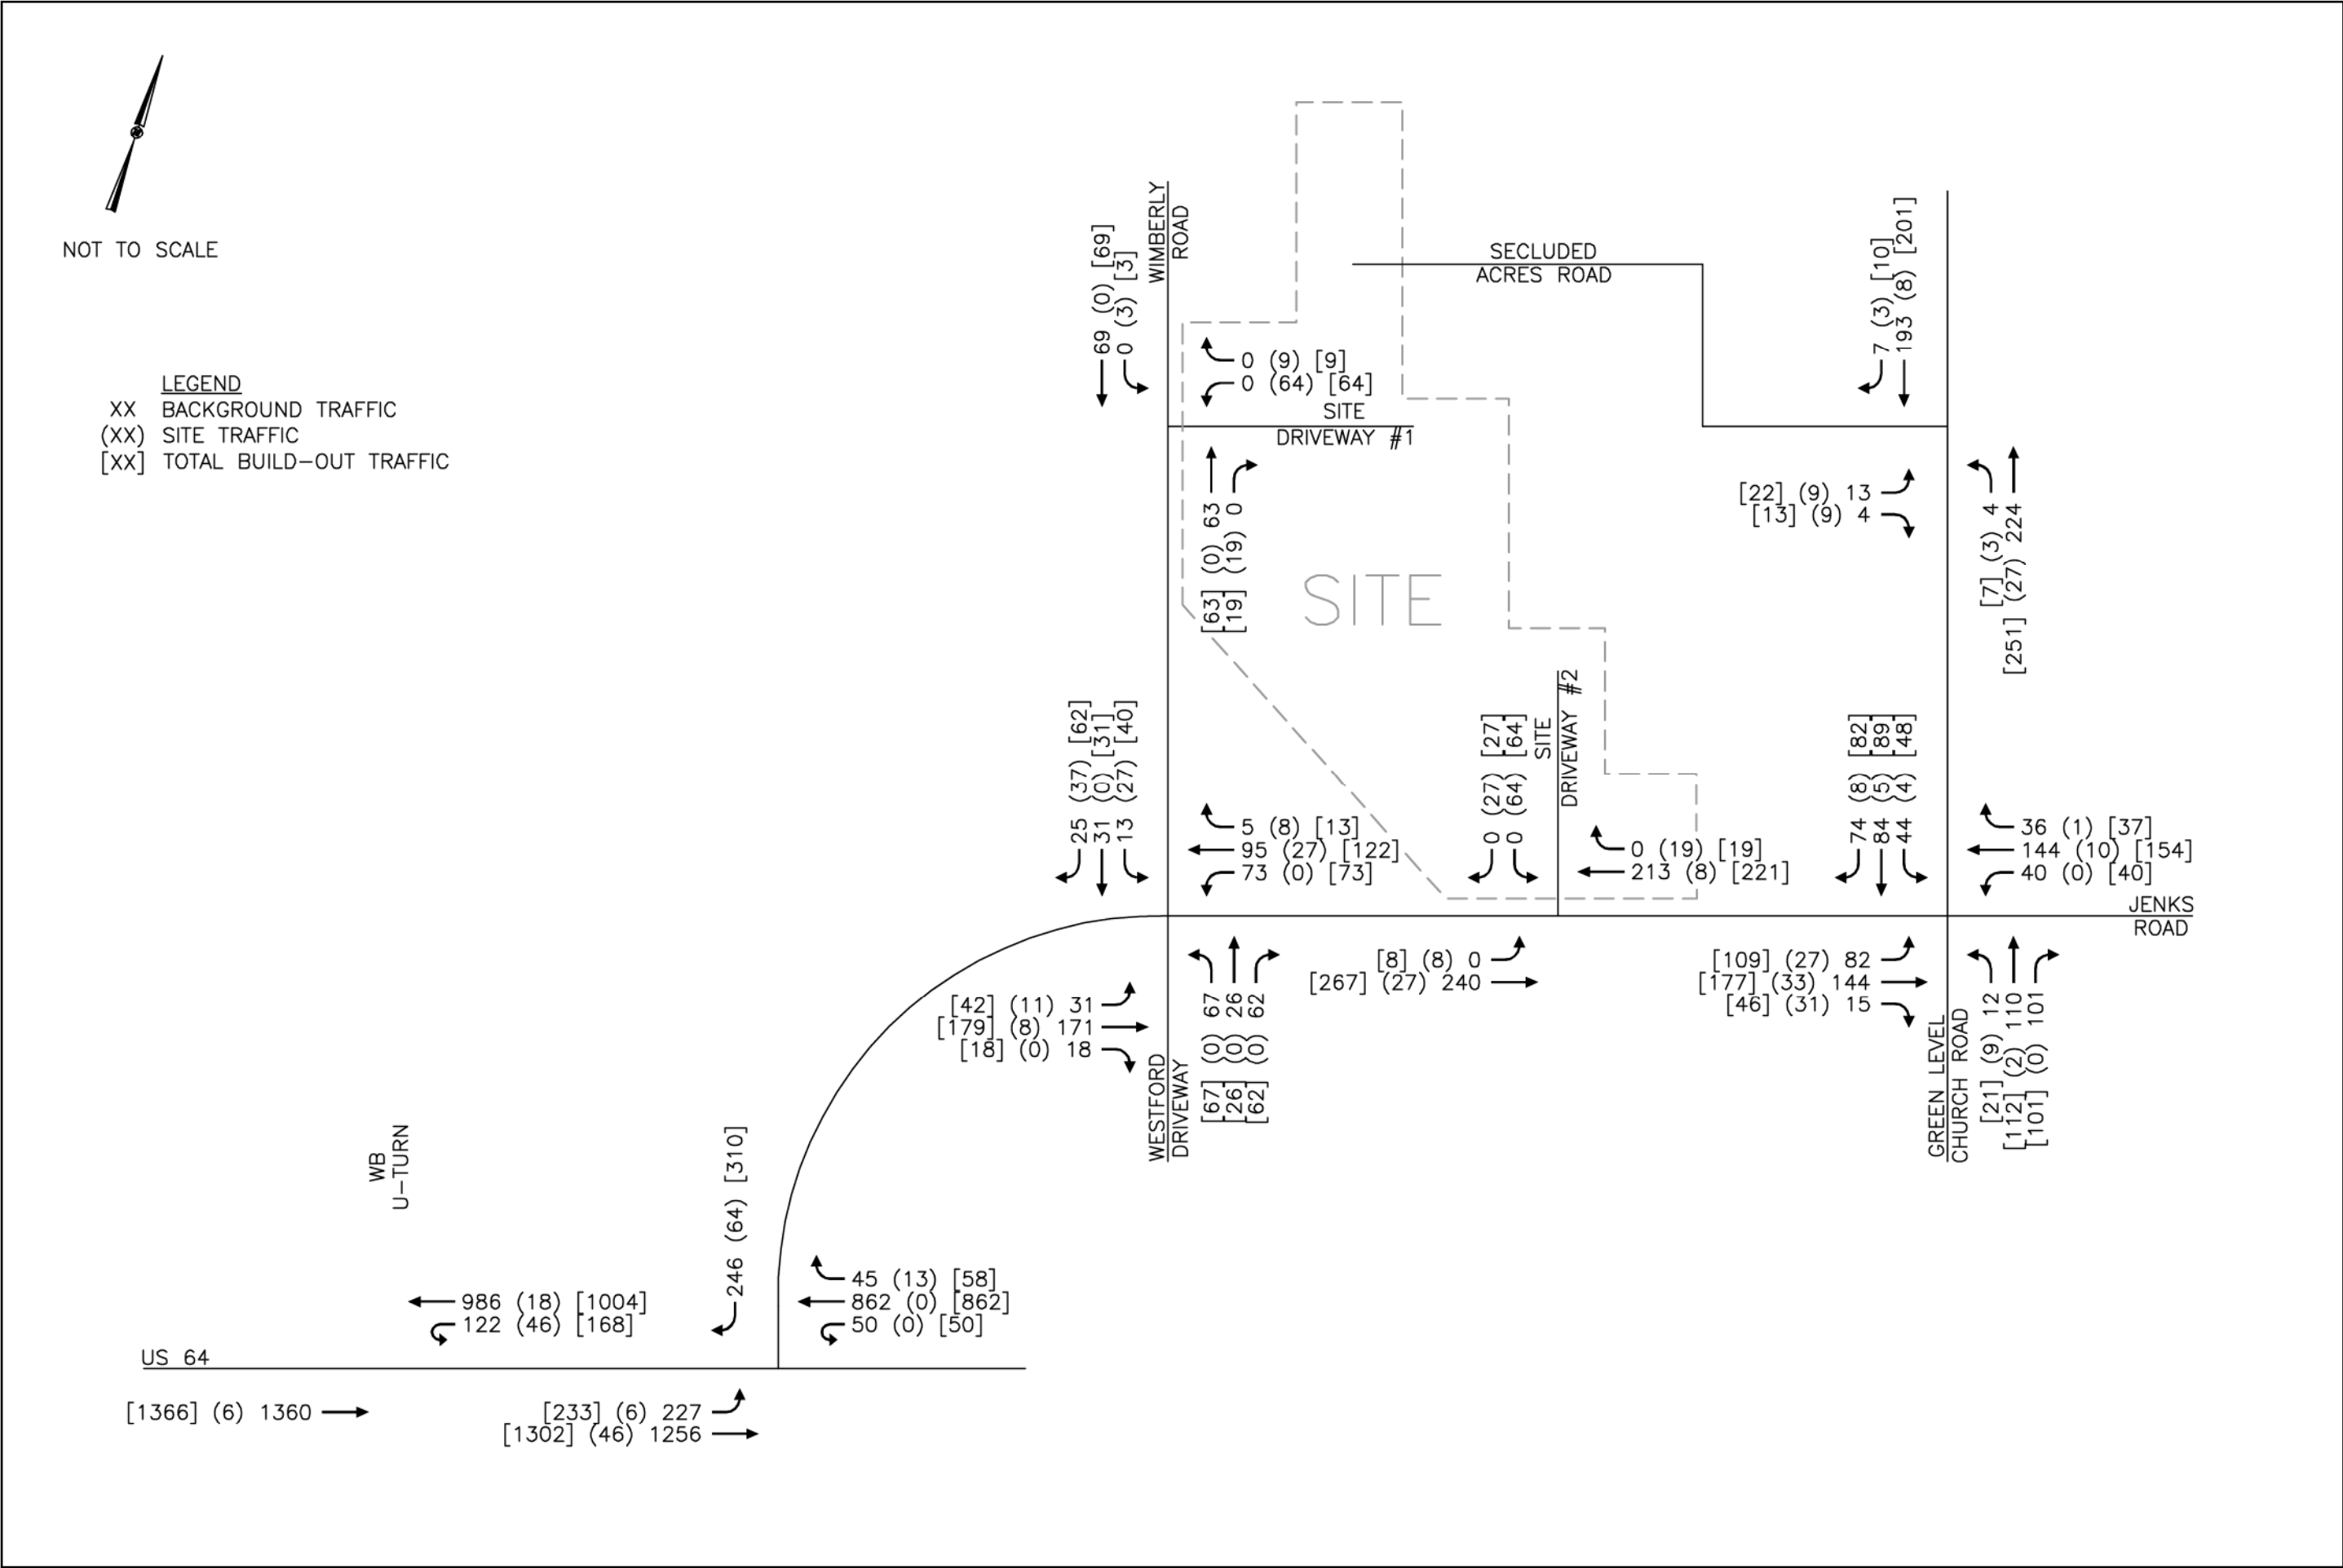 NOT TO SCALE
LEGEND
XX BACKGROUND TRAFFIC
(XX) SITE TRAFFIC
[XX] TOTAL BUILD-OUT TRAFFIC
69 (0) [69]
0 (3) [3]
WIMBERLY
ROAD
SECLUDED
ACRES ROAD
7 (3) [10]
193 (8) [201]
0 (9) [9]
0 (64) [64]
SITE
DRIVEWAY #1
[63] (0) 63
[19] (19) 0
[22] (9) 13
[13] (9) 4
[7] (3) 4
[251] (27) 224
SITE
25 (37) [62]
31 (0) [31]
13 (27) [40]
5 (8) [13]
95 (27) [122]
73 (0) [73]
0 (27) [27]
0 (64) [64]
SITE
DRIVEWAY #2
0 (19) [19]
213 (8) [221]
74 (8) [82]
84 (5) [89]
44 (4) [48]
36 (1) [37]
144 (10) [154]
40 (0) [40]
JENKS
ROAD
[42] (11) 31
[179] (8) 171
[18] (0) 18
WESTFORD
DRIVEWAY
[67] (0) 67
[26] (0) 26
[62] (0) 62
[8] (8) 0
[267] (27) 240
[109] (27) 82
[177] (33) 144
[46] (31) 15
GREEN LEVEL
CHURCH ROAD
[21] (9) 12
[112] (2) 110
[101] (0) 101
WB
U-TURN
246 (64) [310]
986 (18) [1004]
122 (46) [168]
45 (13) [58]
862 (0) [862]
50 (0) [50]
US 64
[1366] (6) 1360
[233] (6) 227
[1302] (46) 1256